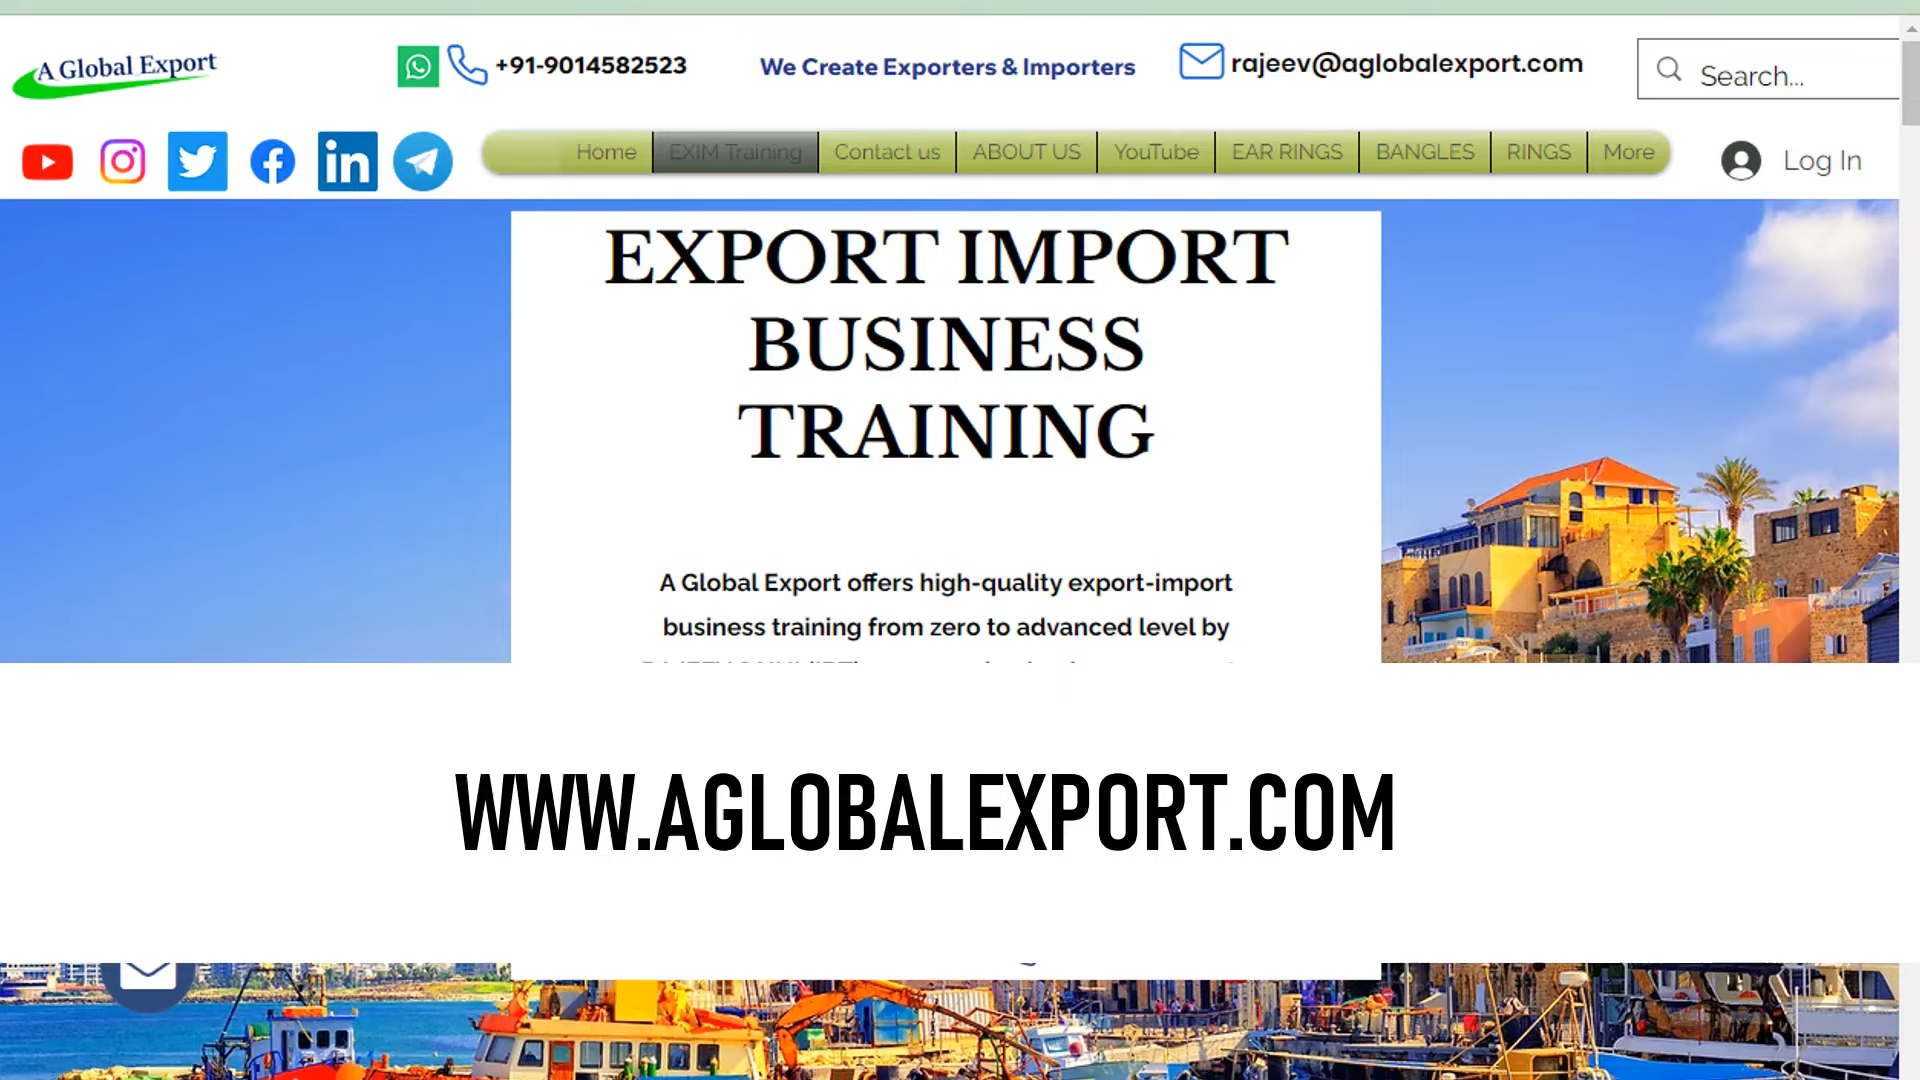 A Global Export
+91-9014582523
We Create Exporters & Importers
rajeev@aglobalexport.com
Search...
Home
EXIM Training
Contact us
ABOUT US
YouTube
EAR RINGS
BANGLES
RINGS
More
Log In
EXPORT IMPORT
BUSINESS
TRAINING
A Global Export offers high-quality export-import
business training from zero to advanced level by
WWW.AGLOBALEXPORT.COM